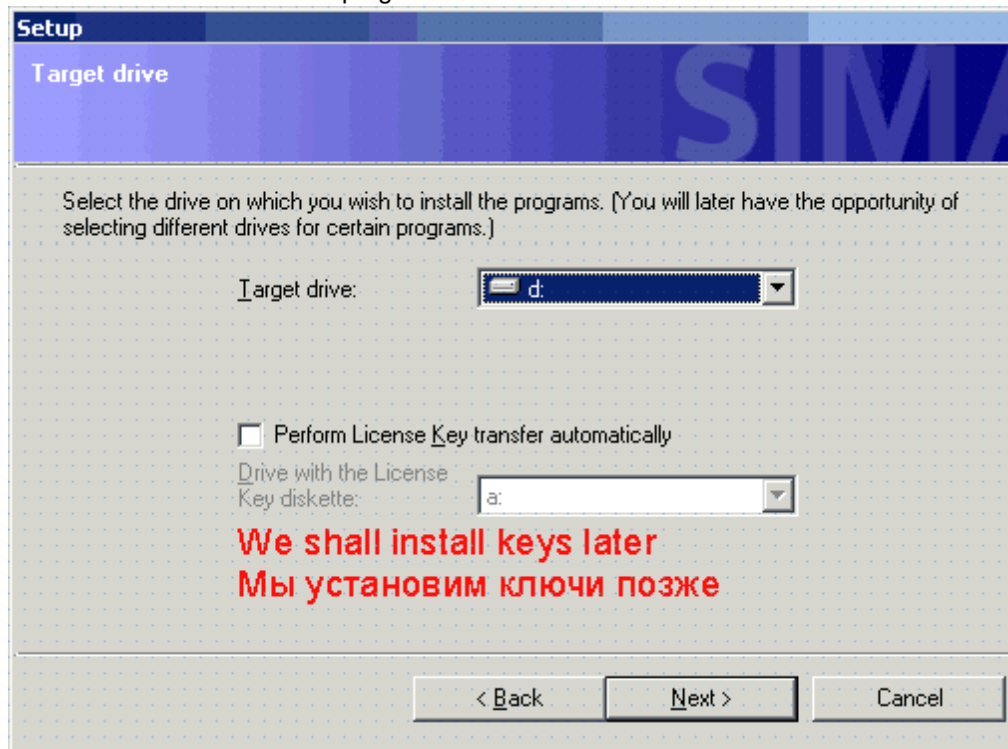 Setup
Target drive
SIMA
Select the drive on which you wish to install the programs. (You will later have the opportunity of
selecting different drives for certain programs.)
Target drive: d:
Perform License Key transfer automatically
Drive with the License
Key diskette: a:
We shall install keys later
Мы установим ключи позже
< Back Next > Cancel